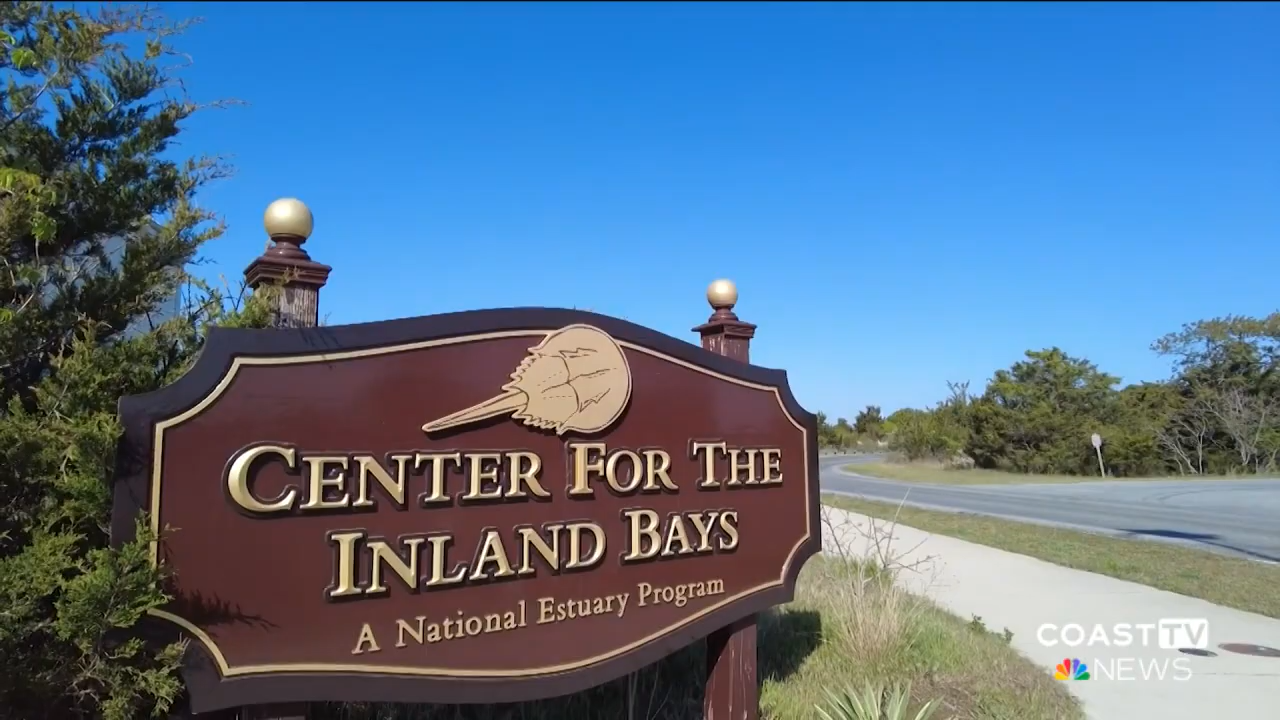 CENTER FOR THE
INLAND BAYS
A National Estuary Program
COAST TV
NEWS